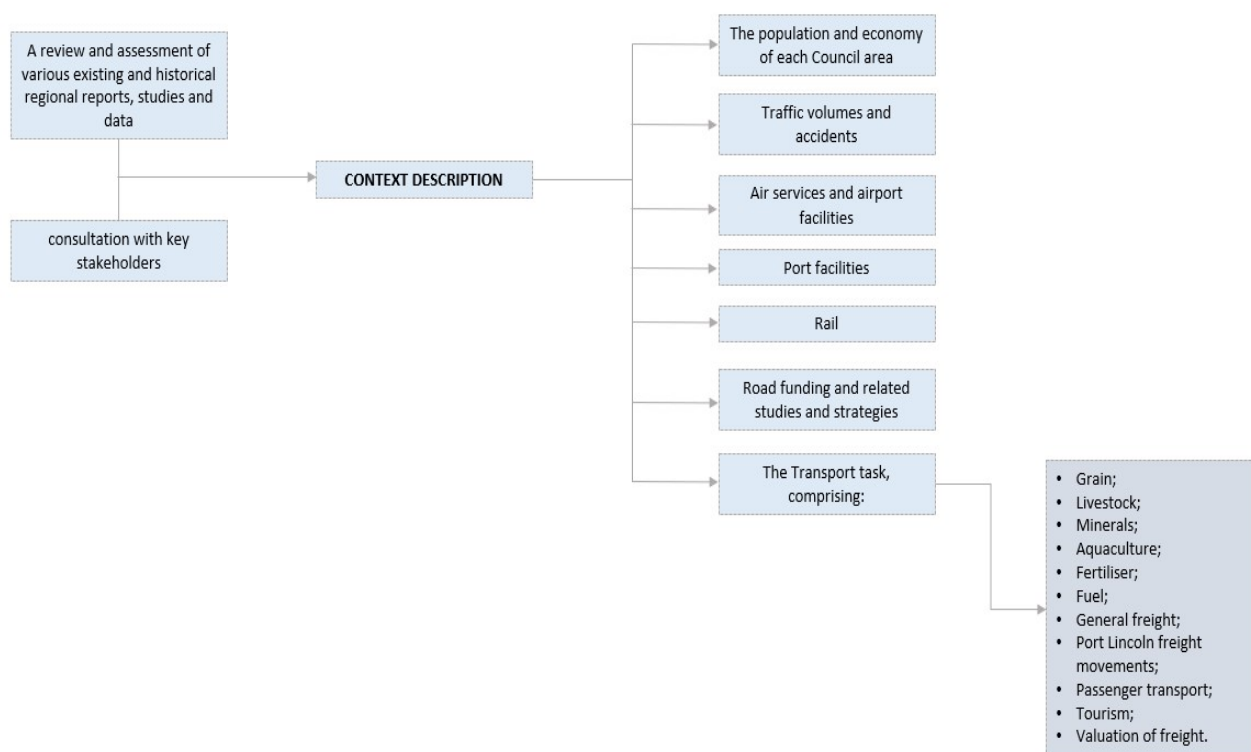 A review and assessment of
various existing and historical
regional reports, studies and
data
consultation with key
stakeholders
CONTEXT DESCRIPTION
The population and economy
of each Council area
Traffic volumes and
accidents
Air services and airport
facilities
Port facilities
Rail
Road funding and related
studies and strategies
The Transport task,
comprising:
• Grain;
• Livestock;
• Minerals;
• Aquaculture;
• Fertiliser;
• Fuel;
• General freight;
• Port Lincoln freight
movements;
• Passenger transport;
• Tourism;
• Valuation of freight.